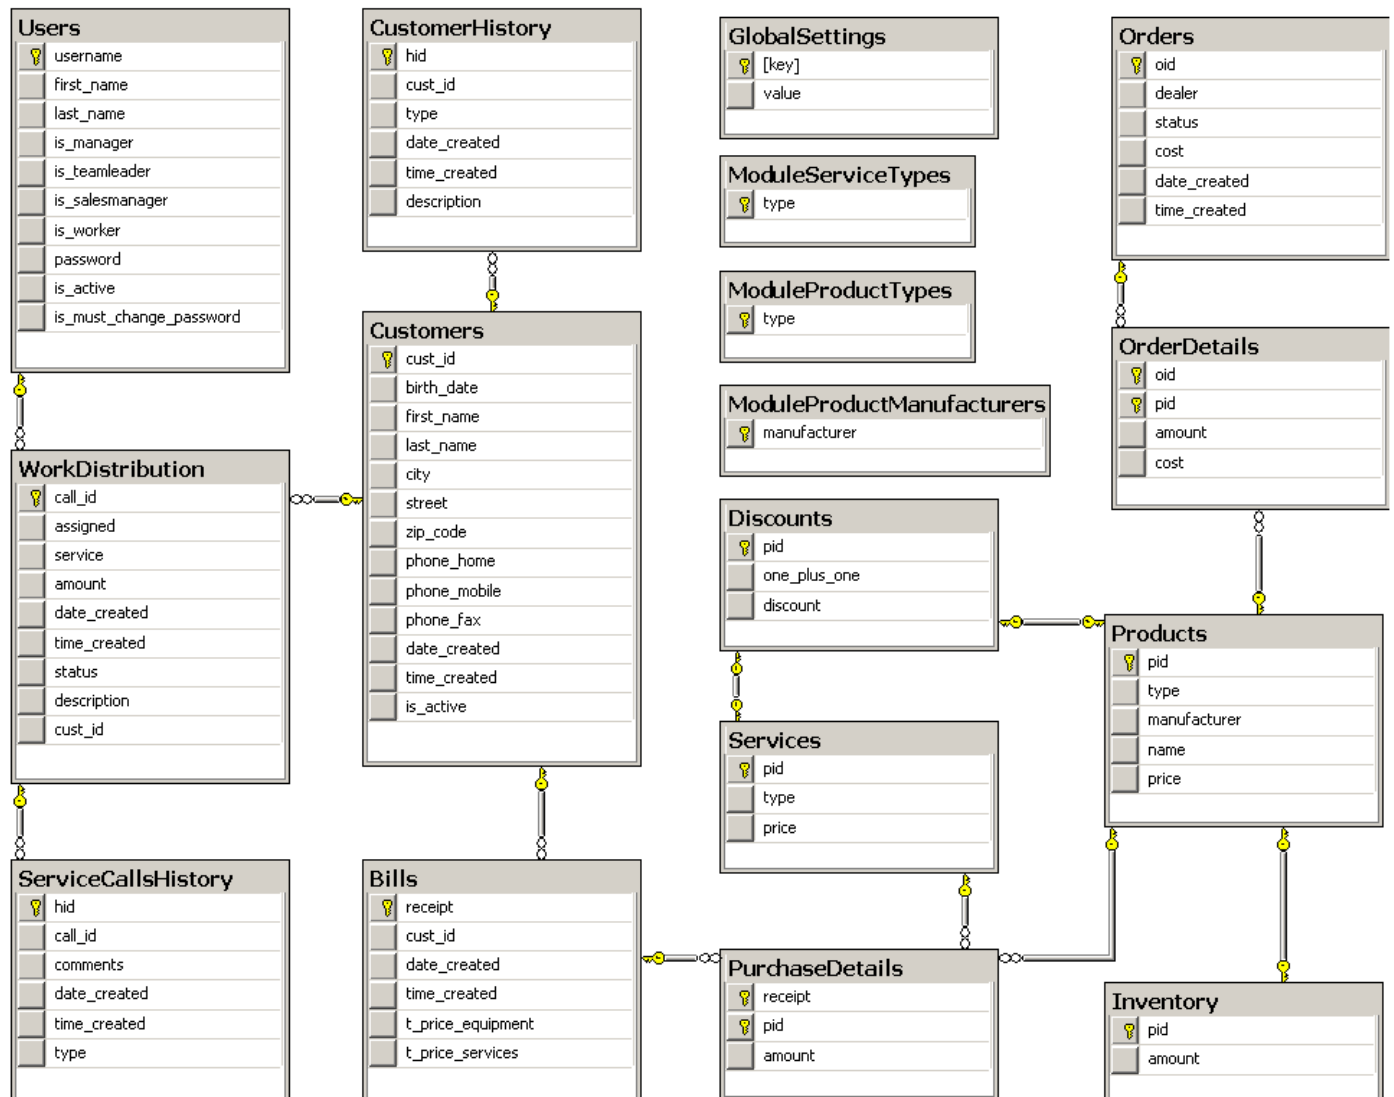 Users
username
first_name
last_name
is_manager
is_teamleader
is_salesmanager
is_worker
password
is_active
is_must_change_password
WorkDistribution
call_id
assigned
service
amount
date_created
time_created
status
description
cust_id
ServiceCallsHistory
hid
call_id
comments
date_created
time_created
type
CustomerHistory
hid
cust_id
type
date_created
time_created
description
Customers
cust_id
birth_date
first_name
last_name
city
street
zip_code
phone_home
phone_mobile
phone_fax
date_created
time_created
is_active
Bills
receipt
cust_id
date_created
time_created
t_price_equipment
t_price_services
GlobalSettings
[key]
value
ModuleServiceTypes
type
ModuleProductTypes
type
ModuleProductManufacturers
manufacturer
Discounts
pid
one_plus_one
discount
Services
pid
type
price
PurchaseDetails
receipt
pid
amount
Orders
oid
dealer
status
cost
date_created
time_created
OrderDetails
oid
pid
amount
cost
Products
pid
type
manufacturer
name
price
Inventory
pid
amount